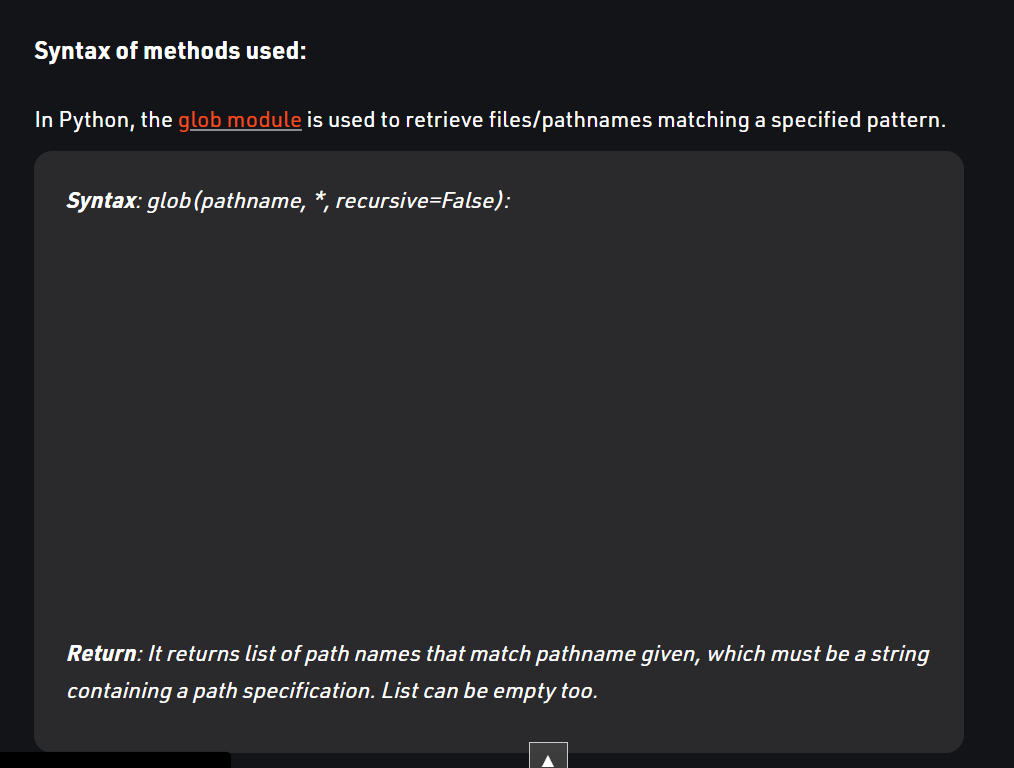 Syntax of methods used:
In Python, the glob module is used to retrieve files/pathnames matching a specified pattern.
Syntax: glob(pathname, *, recursive=False):
Return: It returns list of path names that match pathname given, which must be a string
containing a path specification. List can be empty too.